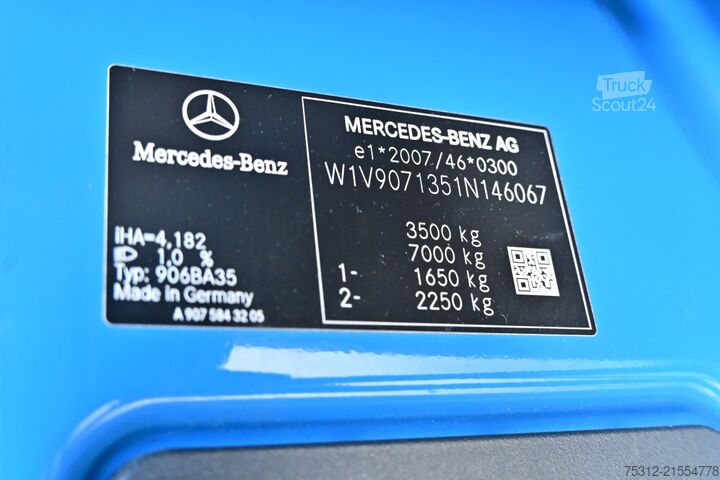 Mercedes-Benz
IHA=4,182
1,0 %
Typ: 906BA35
Made in Germany
A 907 584 32 05
MERCEDES-BENZ AG
e1*2007./46*0300
W1V9071351N146067
3500 kg
7000 kg
1- 1650 kg
2- 2250 kg
Truck
Scout24
75312-21554778